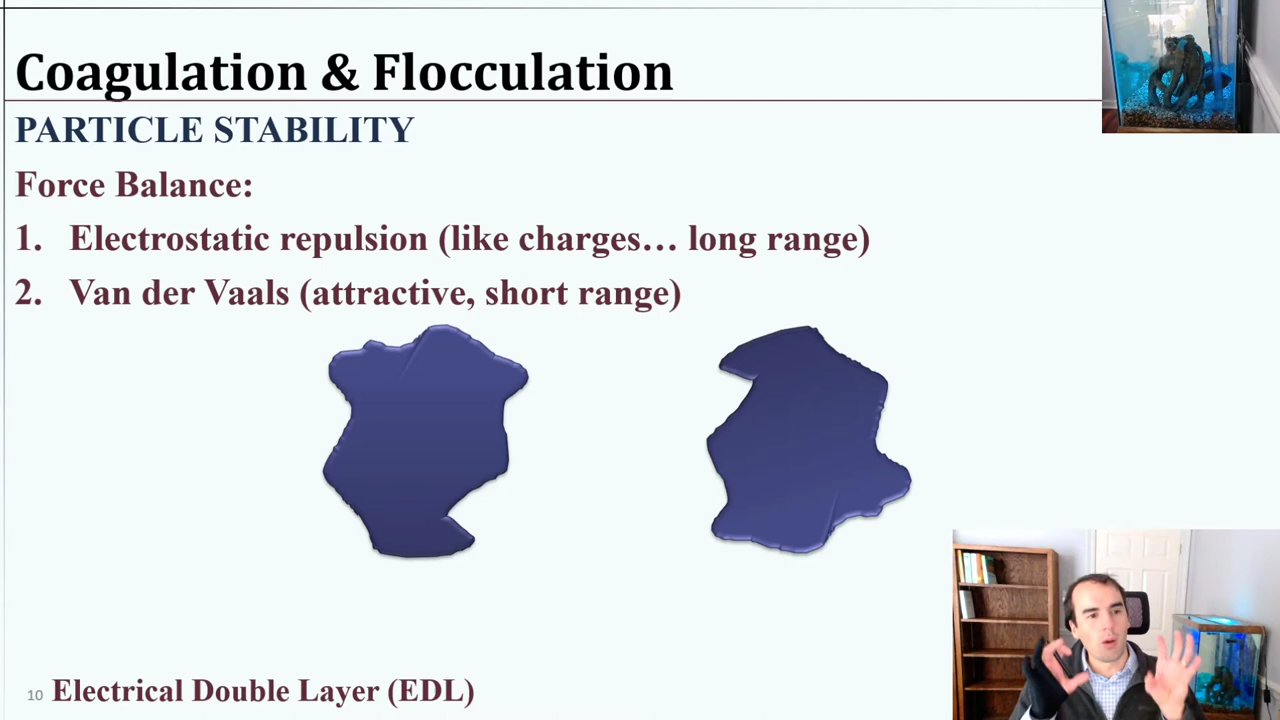 Coagulation & Flocculation
PARTICLE STABILITY
Force Balance:
1. Electrostatic repulsion (like charges… long range)
2. Van der Vaals (attractive, short range)
10 Electrical Double Layer (EDL)